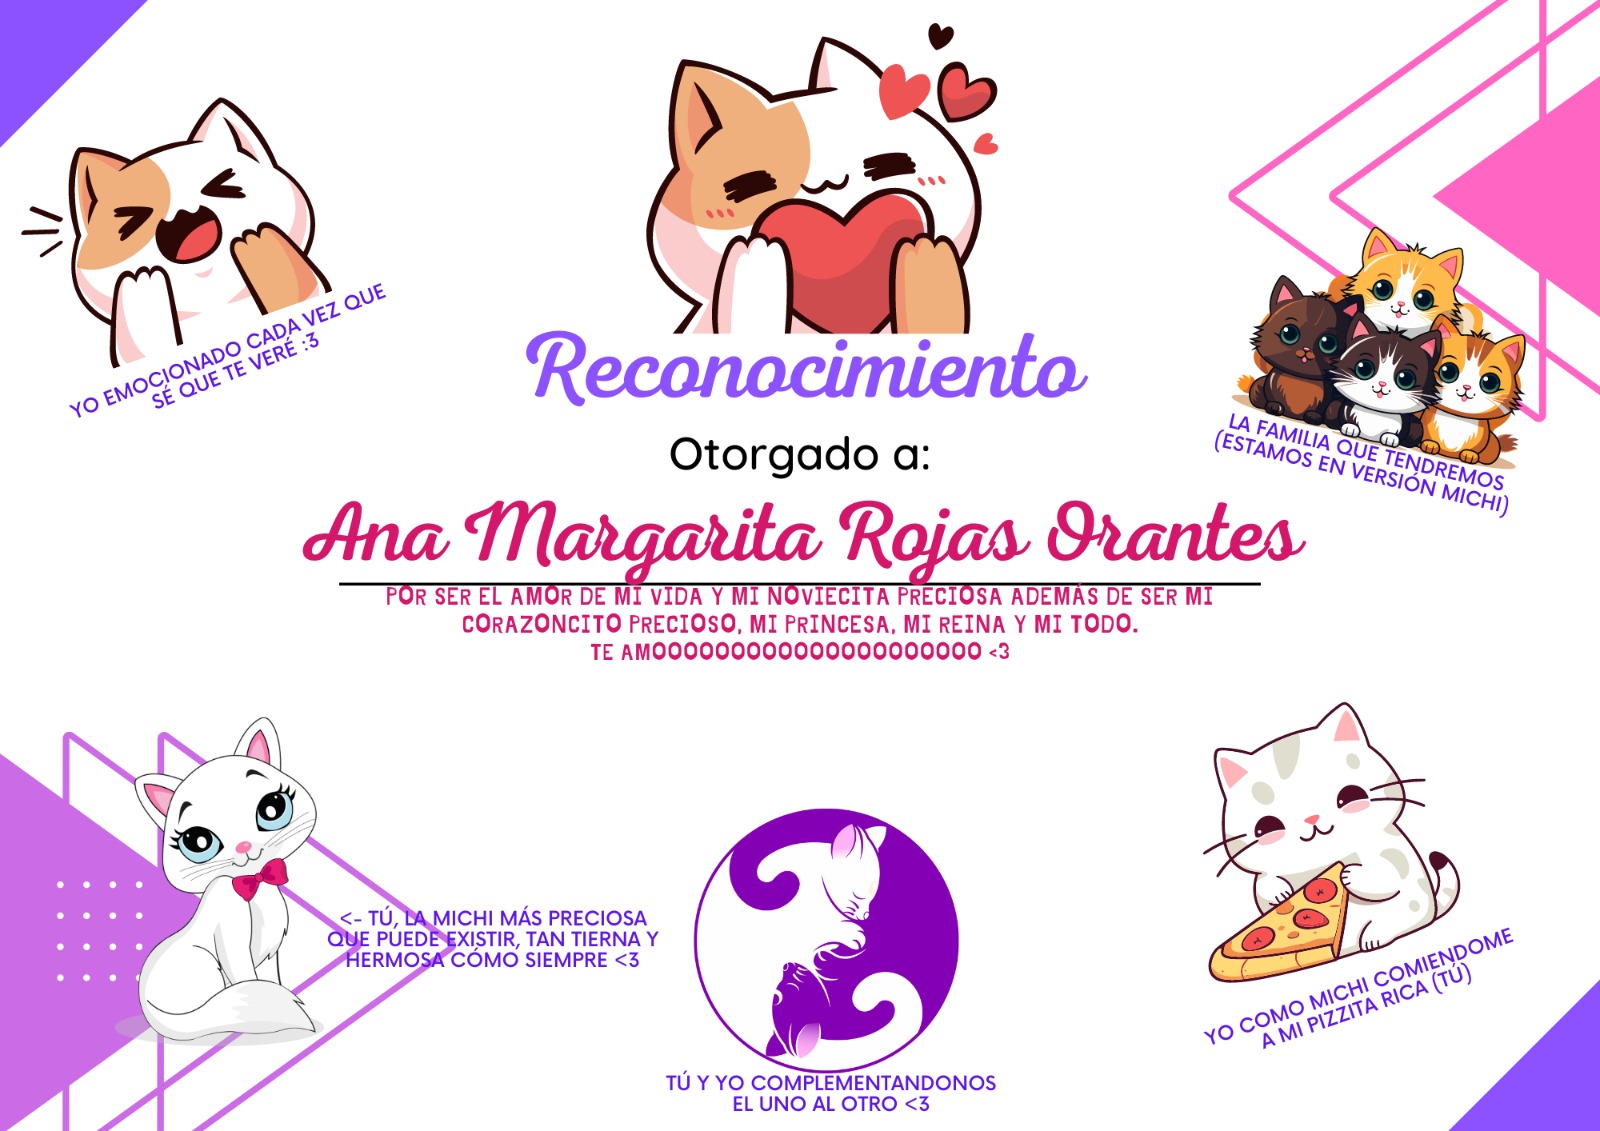 YO EMOCIONADO CADA VEZ QUE
SÉ QUE TE VERÉ :3
LA FAMILIA QUE TENDREMOS
(ESTAMOS EN VERSIÓN MICHI)
Reconocimiento
Otorgado a:
Ana Margarita Rojas Orantes
POR SER EL AMOR DE MI VIDA Y MI NOVIECITA PRECIOSA ADEMÁS DE SER MI
CORAZONCITO PRECIOSO, MI PRINCESA, MI REINA Y MI TODO.
TE AMOOOOOOOOOOOOOOOOOOOOO <3
<- TÚ, LA MICHI MÁS PRECIOSA
QUE PUEDE EXISTIR, TAN TIERNA Y
HERMOSA CÓMO SIEMPRE <3
YO COMO MICHI COMIENDOME
A MI PIZZITA RICA (TÚ)
TÚ Y YO COMPLEMENTANDONOS
EL UNO AL OTRO <3